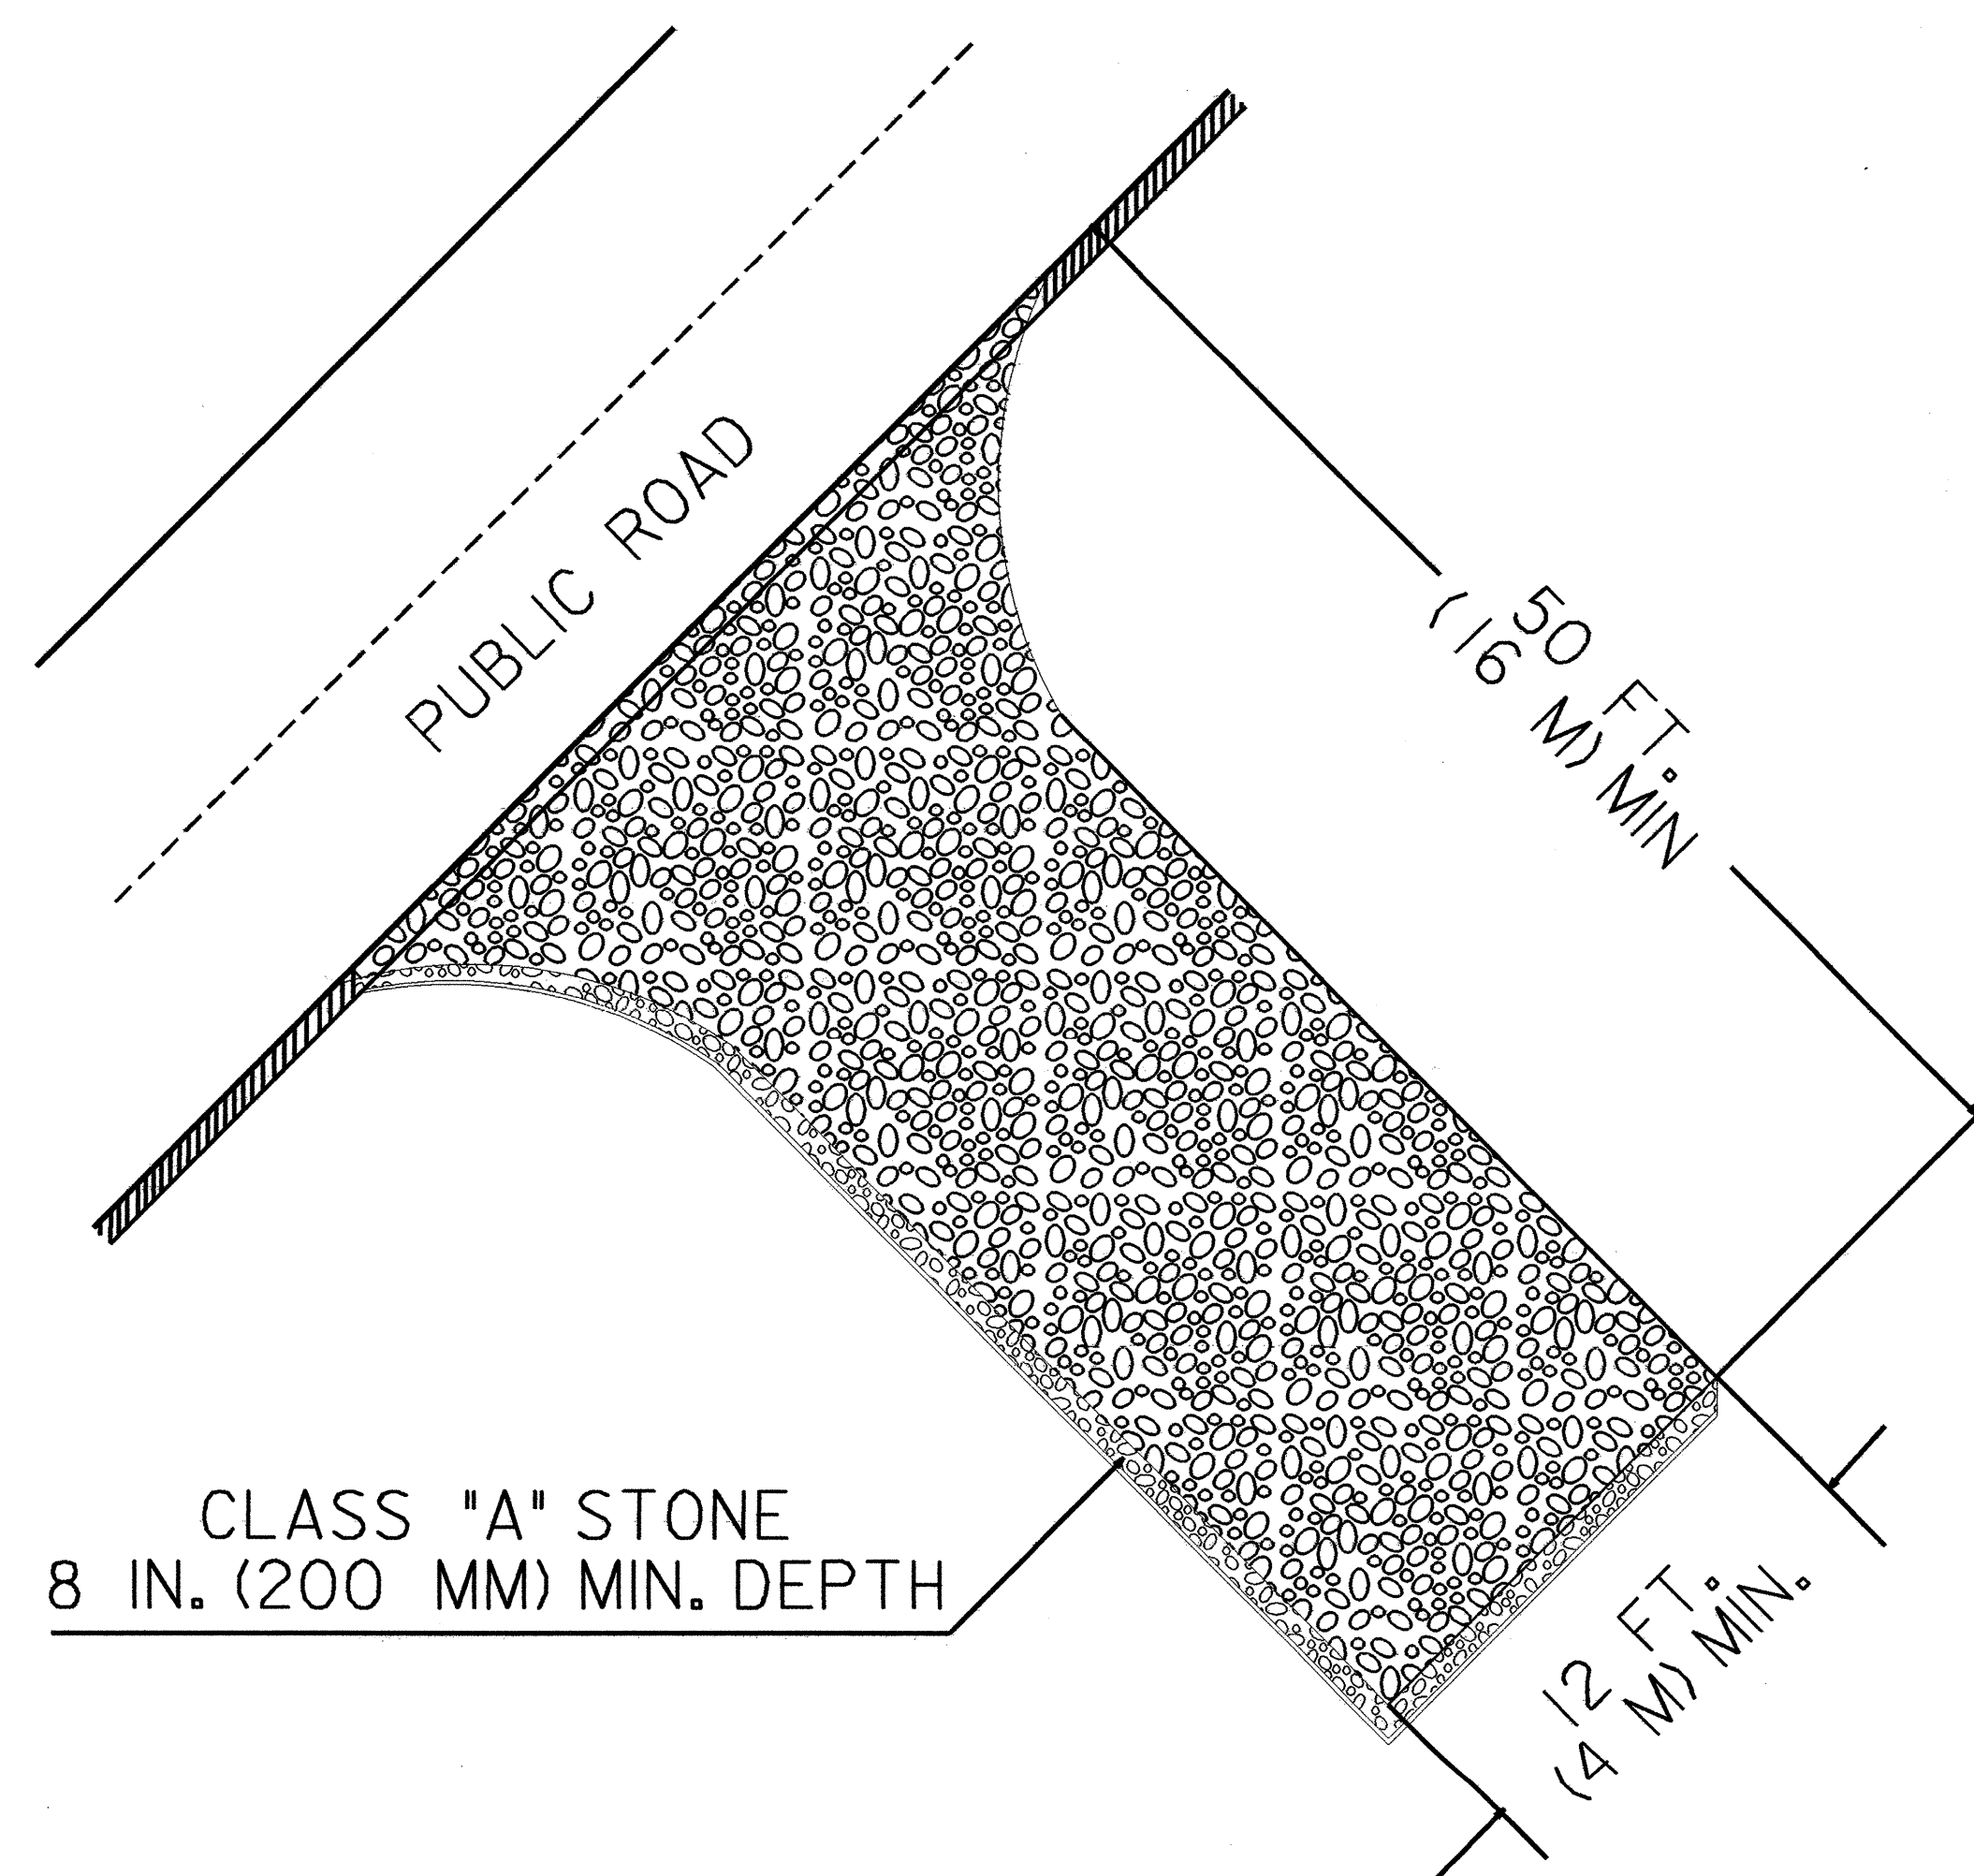 PUBLIC ROAD
50 FT.
(16 M) MIN
CLASS "A" STONE
8 IN. (200 MM) MIN. DEPTH
12 FT.
(4 M) MIN.